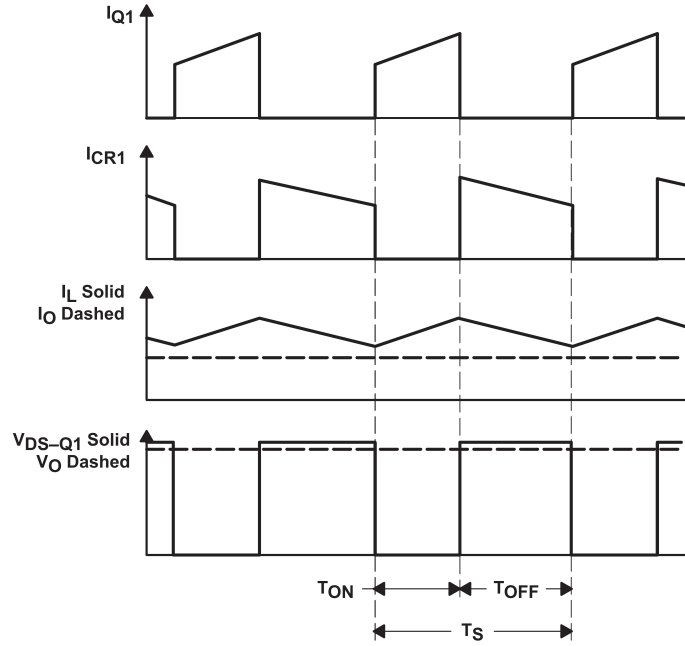 IQ1
ICR1
IL Solid
IO Dashed
VDS–Q1 Solid
VO Dashed
TON
TOFF
TS